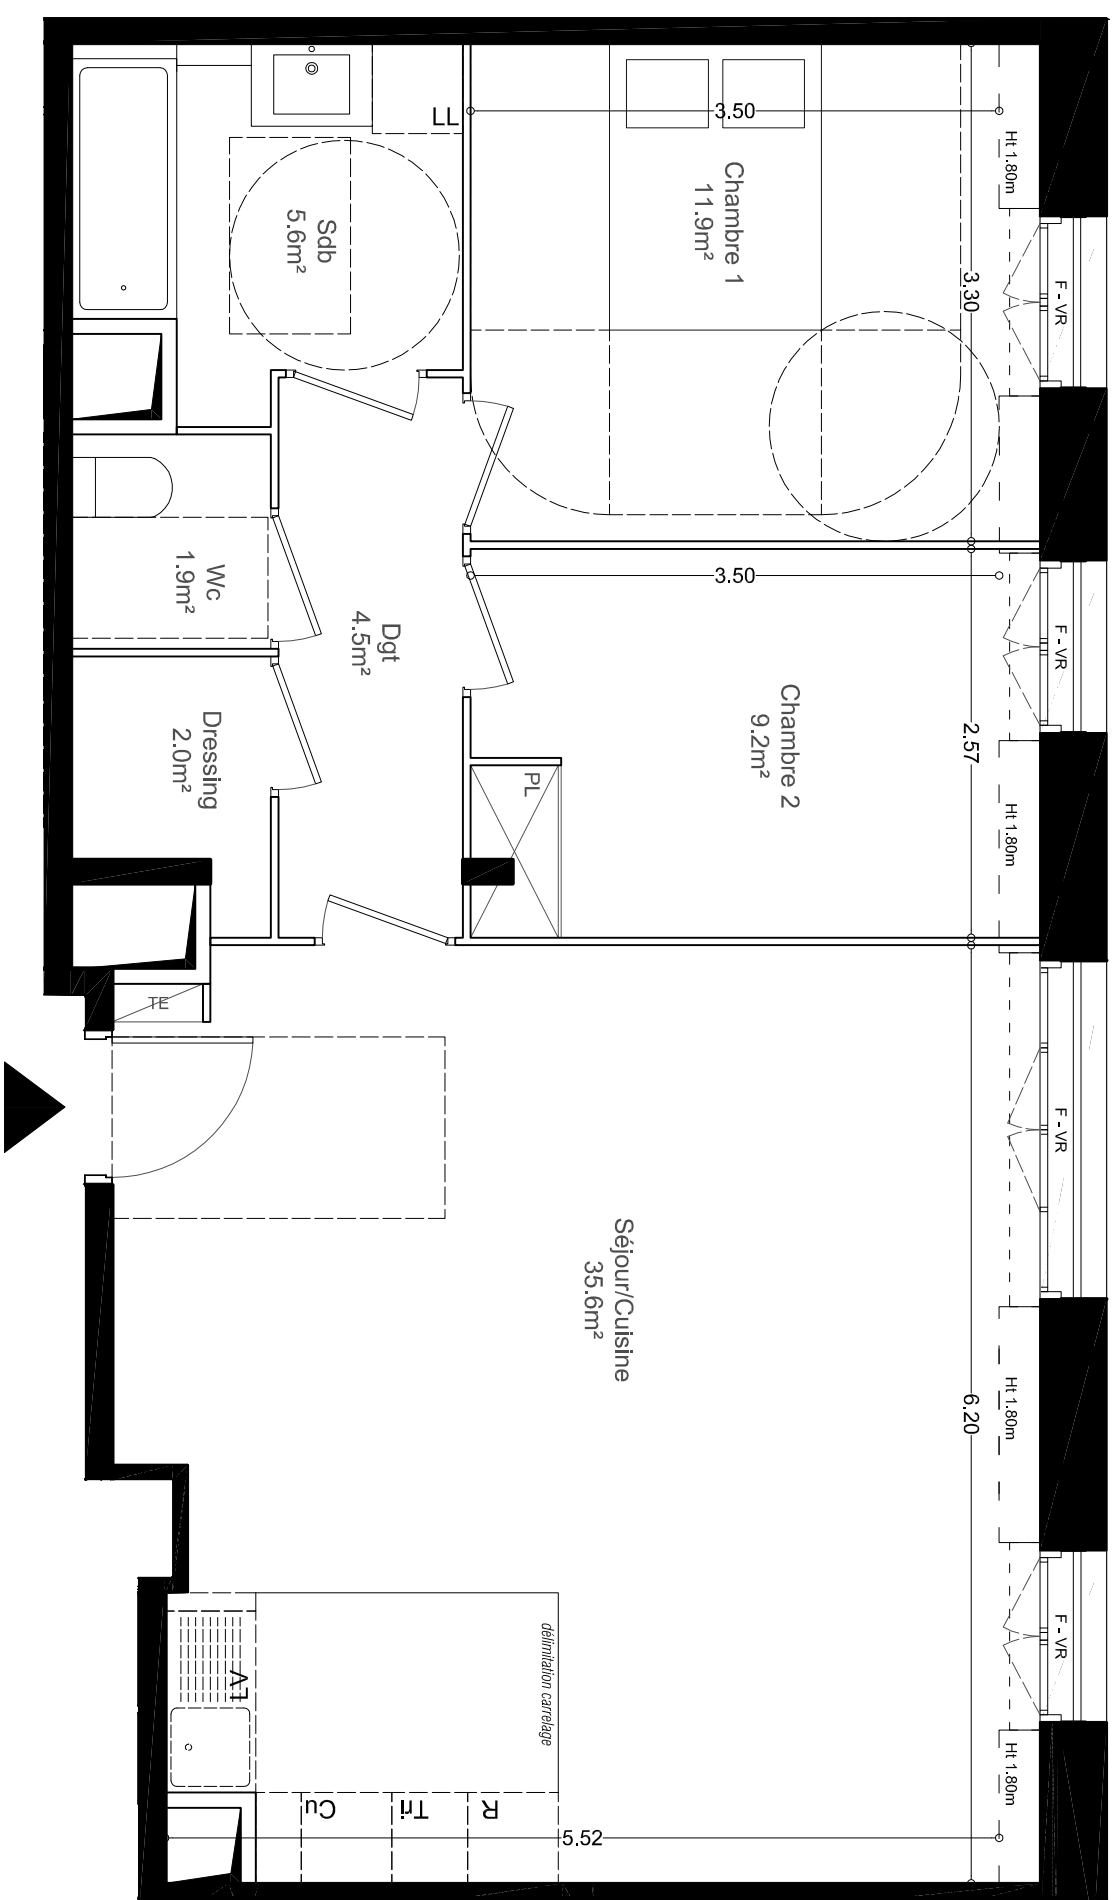 LL
3.50
Ht 1.80m
Chambre 1
11.9m²
Sdb
5.6m²
3.30
F - VR
Wc
1.9m²
3.50
Dgt
4.5m²
F - VR
Chambre 2
9.2m²
2.57
Dressing
2.0m²
PL
Ht 1.80m
TE
F - VR
Séjour/Cuisine
35.6m²
6.20
Ht 1.80m
délimitation carrelage
F - VR
LV
Cu
Tri
R
5.52
Ht 1.80m